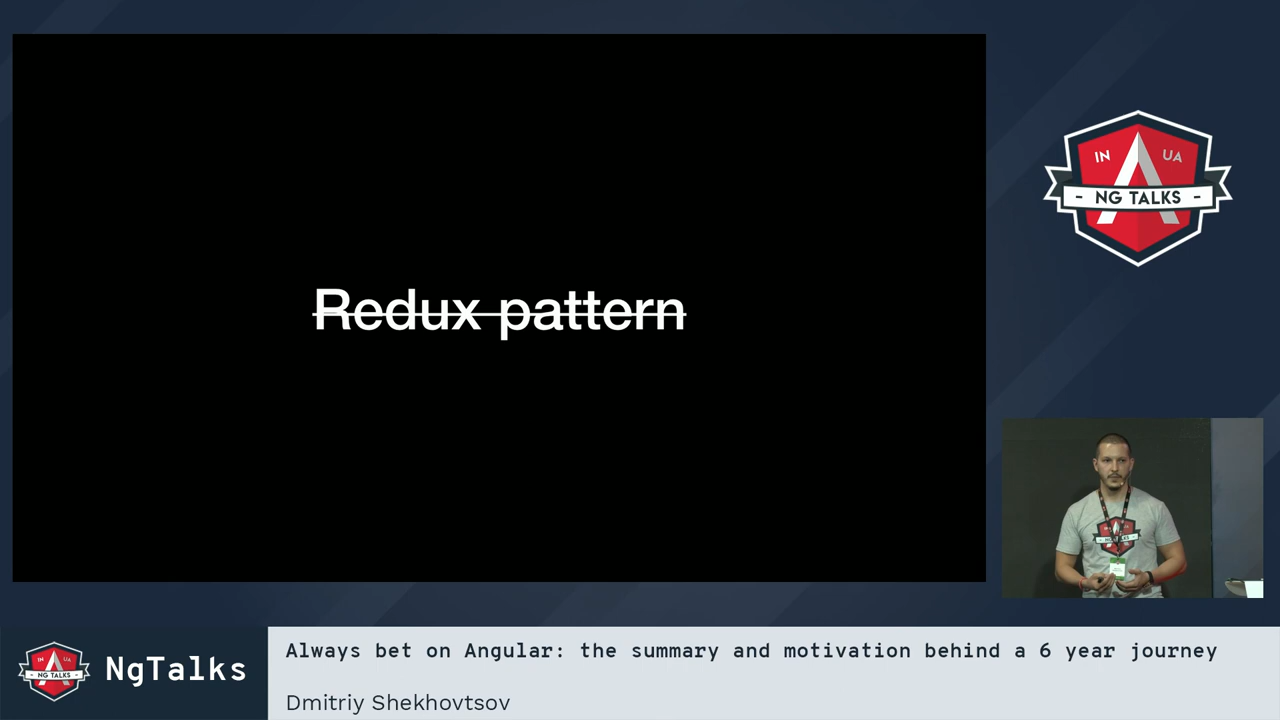 Redux pattern
IN UA
- NG TALKS -
IN UA
NG TALKS
NgTalks
Always bet on Angular: the summary and motivation behind a 6 year journey
Dmitriy Shekhovtsov